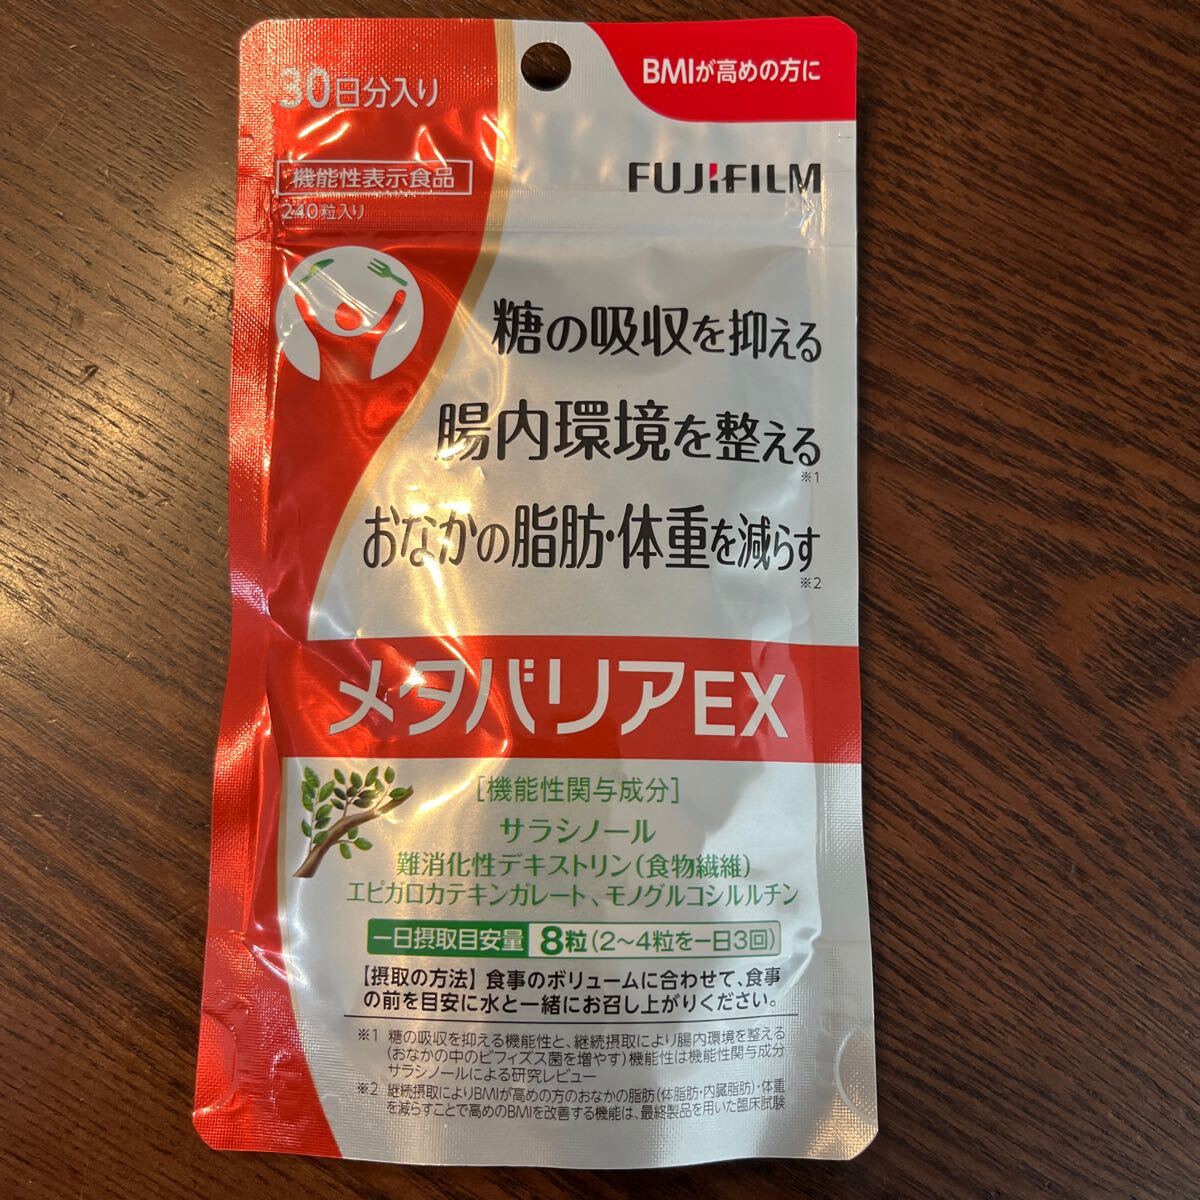 30日分入り
BMIが高めの方に
機能性表示食品
FUJIFILM
240粒入り
糖の吸収を抑える
腸内環境を整える
※1
おなかの脂肪・体重を減らす
※2
メタバリアEX
[機能性関与成分]
サラシノール
難消化性デキストリン(食物繊維)
エピガロカテキンガレート、モノグルコシルルチン
一日摂取目安量 8粒(2〜4粒を一日3回)
【摂取の方法】食事のボリュームに合わせて、食事
の前を目安に水と一緒にお召し上がりください。
※1 糖の吸収を抑える機能性と、継続摂取により腸内環境を整える
(おなかの中のビフィズス菌を増やす)機能性は機能性関与成分
サラシノールによる研究レビュー
※2 継続摂取によりBMIが高めの方のおなかの脂肪(体脂肪・内臓脂肪)・体重
を減らすことで高めのBMIを改善する機能は、最終製品を用いた臨床試験